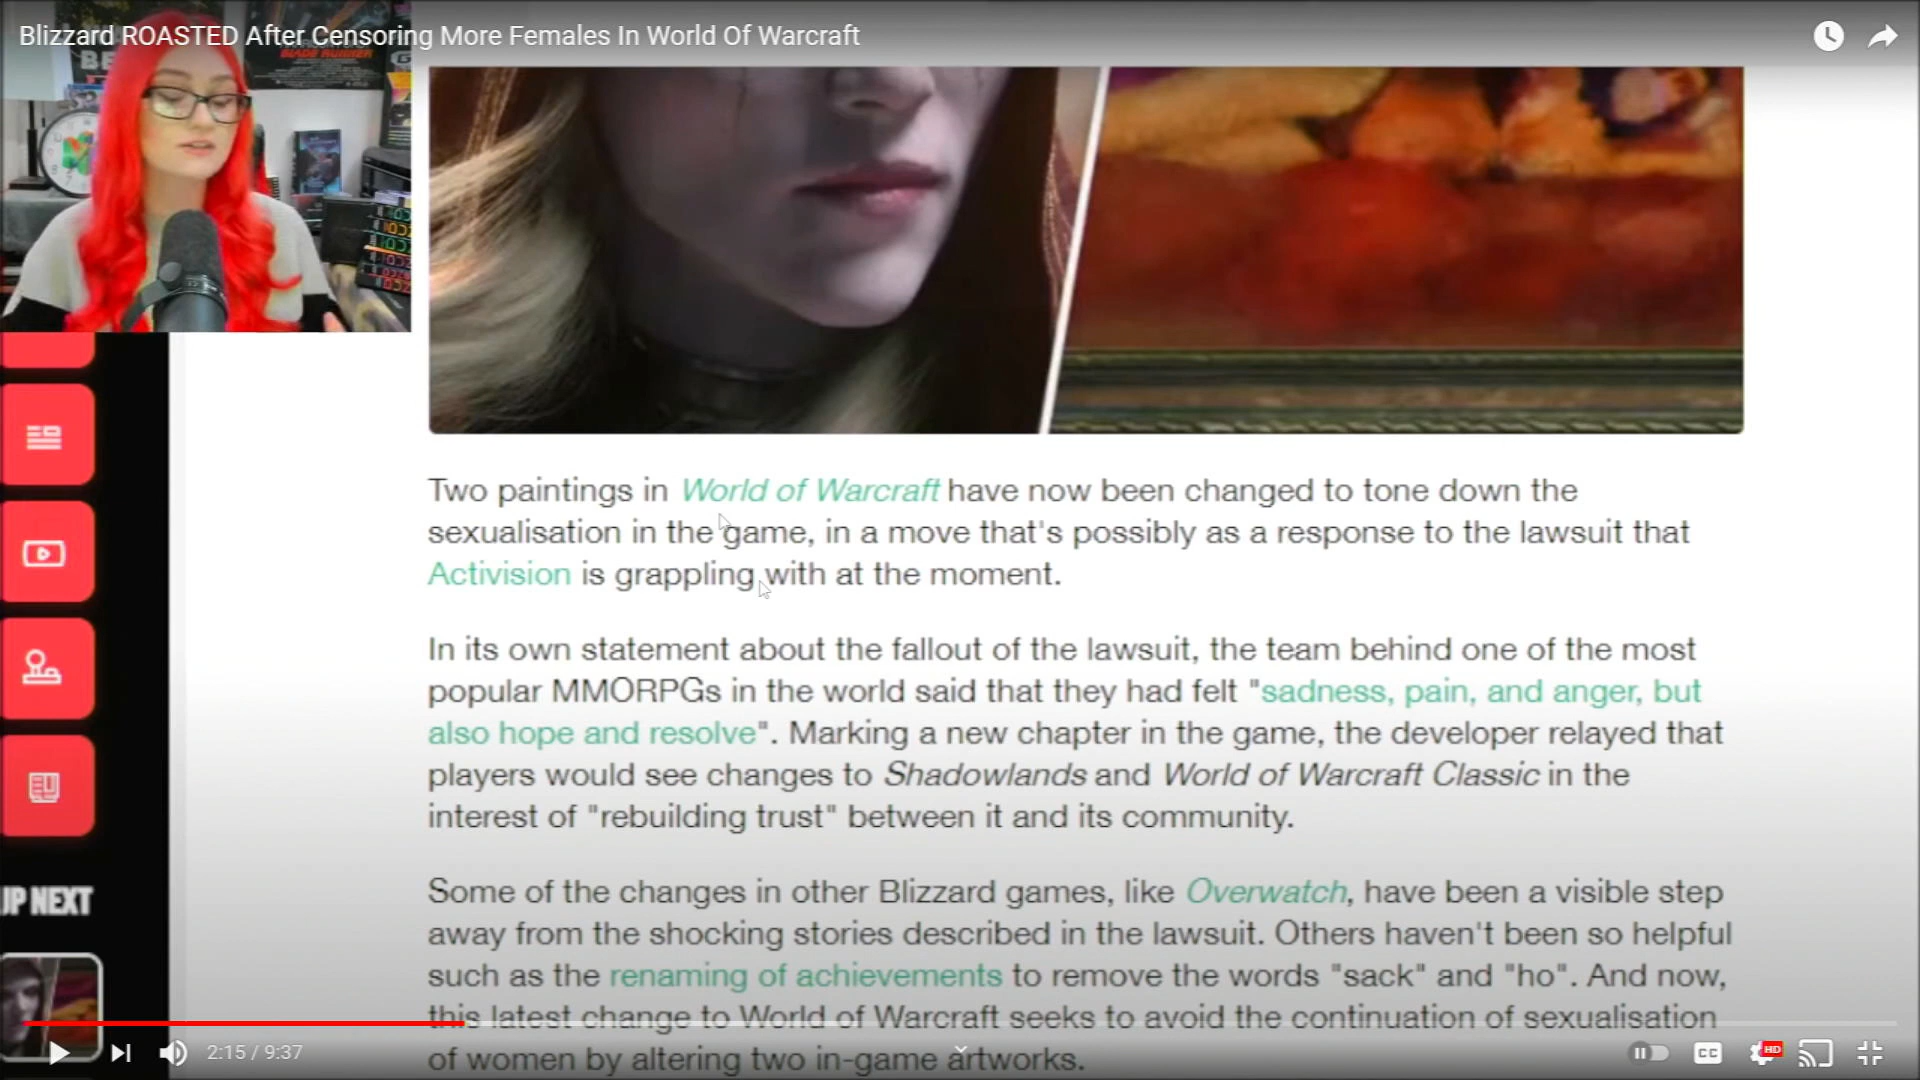 Blizzard ROASTED After Censoring More Females In World Of Warcraft
BLADE RUNNER
Two paintings in World of Warcraft have now been changed to tone down the
sexualisation in the game, in a move that's possibly as a response to the lawsuit that
Activision is grappling with at the moment.
In its own statement about the fallout of the lawsuit, the team behind one of the most
popular MMORPGs in the world said that they had felt "sadness, pain, and anger, but
also hope and resolve". Marking a new chapter in the game, the developer relayed that
players would see changes to Shadowlands and World of Warcraft Classic in the
interest of "rebuilding trust" between it and its community.
Some of the changes in other Blizzard games, like Overwatch, have been a visible step
away from the shocking stories described in the lawsuit. Others haven't been so helpful
such as the renaming of achievements to remove the words "sack" and "ho". And now,
this latest change to World of Warcraft seeks to avoid the continuation of sexualisation
of women by altering two in-game artworks.
UP NEXT
2:15 / 9:37
CC
HD